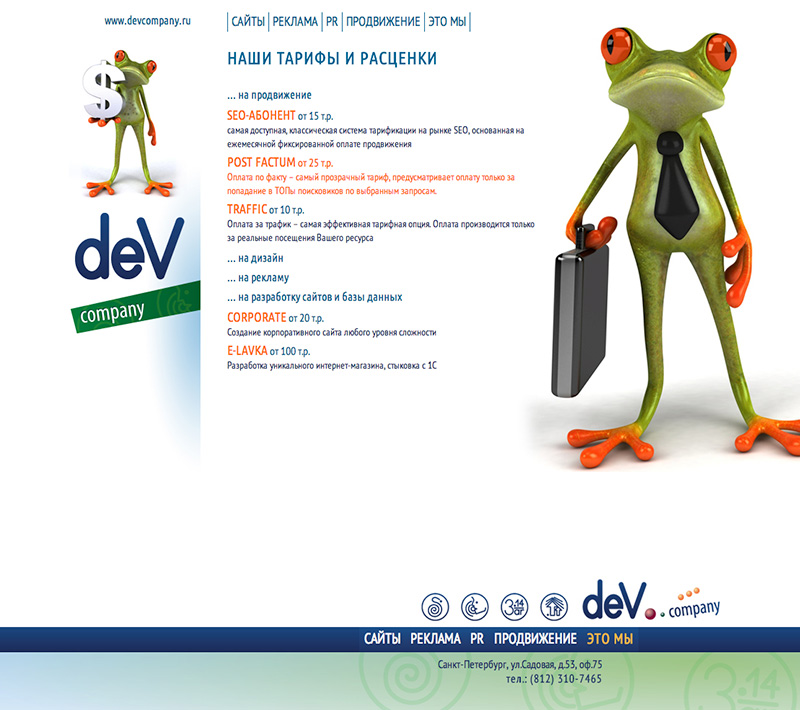 www.devcompany.ru
САЙТЫ РЕКЛАМА PR ПРОДВИЖЕНИЕ ЭТО МЫ
НАШИ ТАРИФЫ И РАСЦЕНКИ
$
... на продвижение
SEO-АБОНЕНТ от 15 т.р.
самая доступная, классическая система тарификации на рынке SEO, основанная на
ежемесячной фиксированной оплате продвижения
POST FACTUM от 25 т.р.
Оплата по факту – самый прозрачный тариф, предусматривает оплату только за
попадание в ТОПы поисковиков по выбранным запросам.
TRAFFIC от 10 т.р.
Оплата за трафик – самая эффективная тарифная опция. Оплата производится только
за реальные посещения Вашего ресурса
... на дизайн
... на рекламу
... на разработку сайтов и базы данных
CORPORATE от 20 т.р.
Создание корпоративного сайта любого уровня сложности
E-LAVKA от 100 т.р.
Разработка уникального интернет-магазина, стыковка с 1С
deV
company
3.14
deV
company
САЙТЫ РЕКЛАМА PR ПРОДВИЖЕНИЕ ЭТО МЫ
Санкт-Петербург, ул.Садовая, д.53, оф.75
тел.: (812) 310-7465
3.14